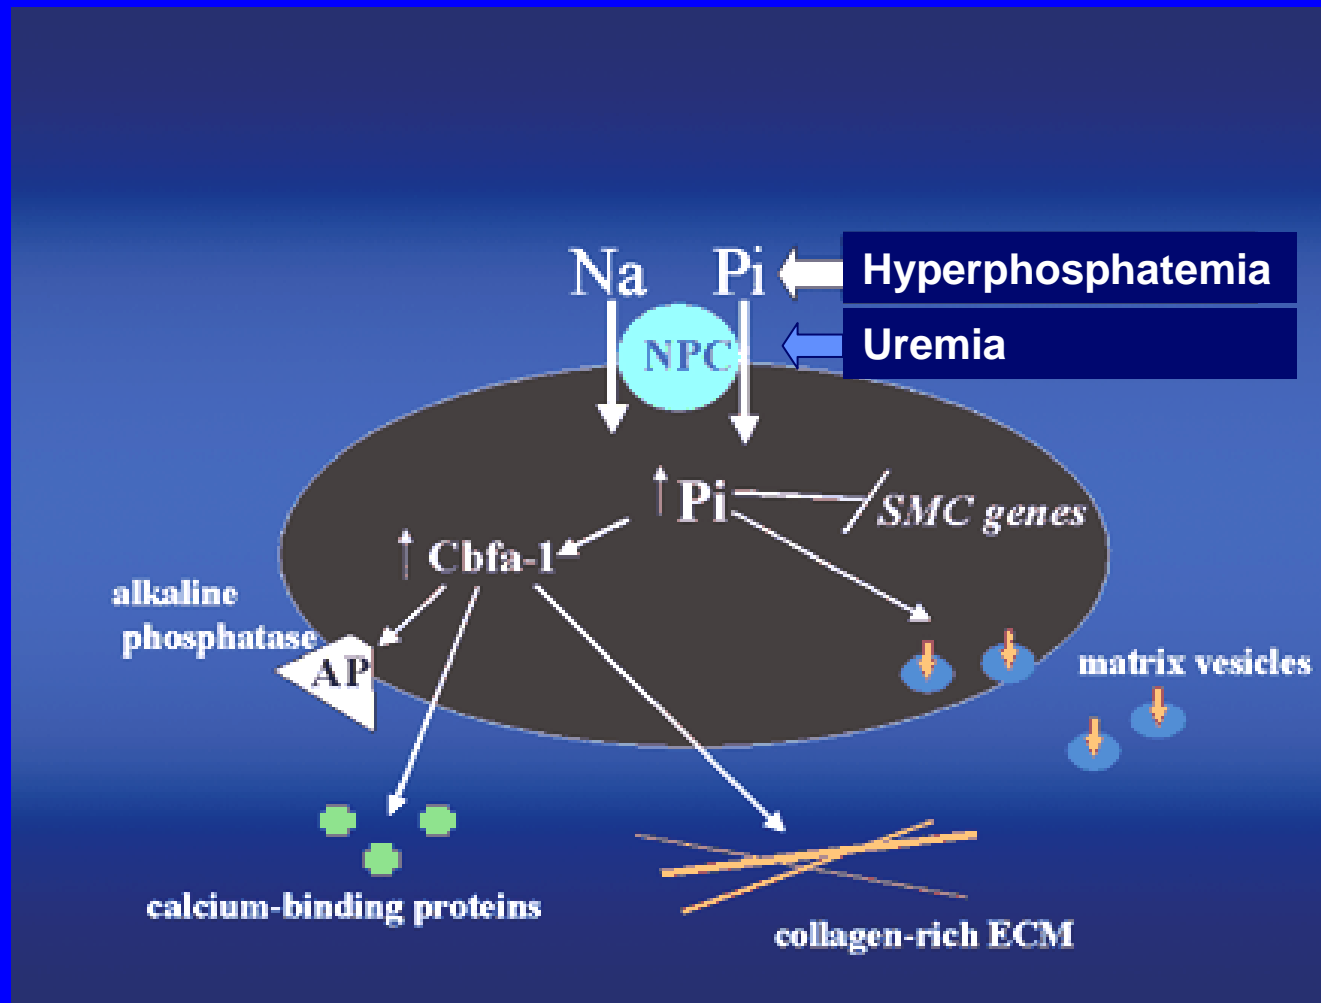 Na Pi Hyperphosphatemia
NPC Uremia
↑ Pi SMC genes
↑ Cbfa-1
alkaline
phosphatase
AP
matrix vesicles
calcium-binding proteins
collagen-rich ECM